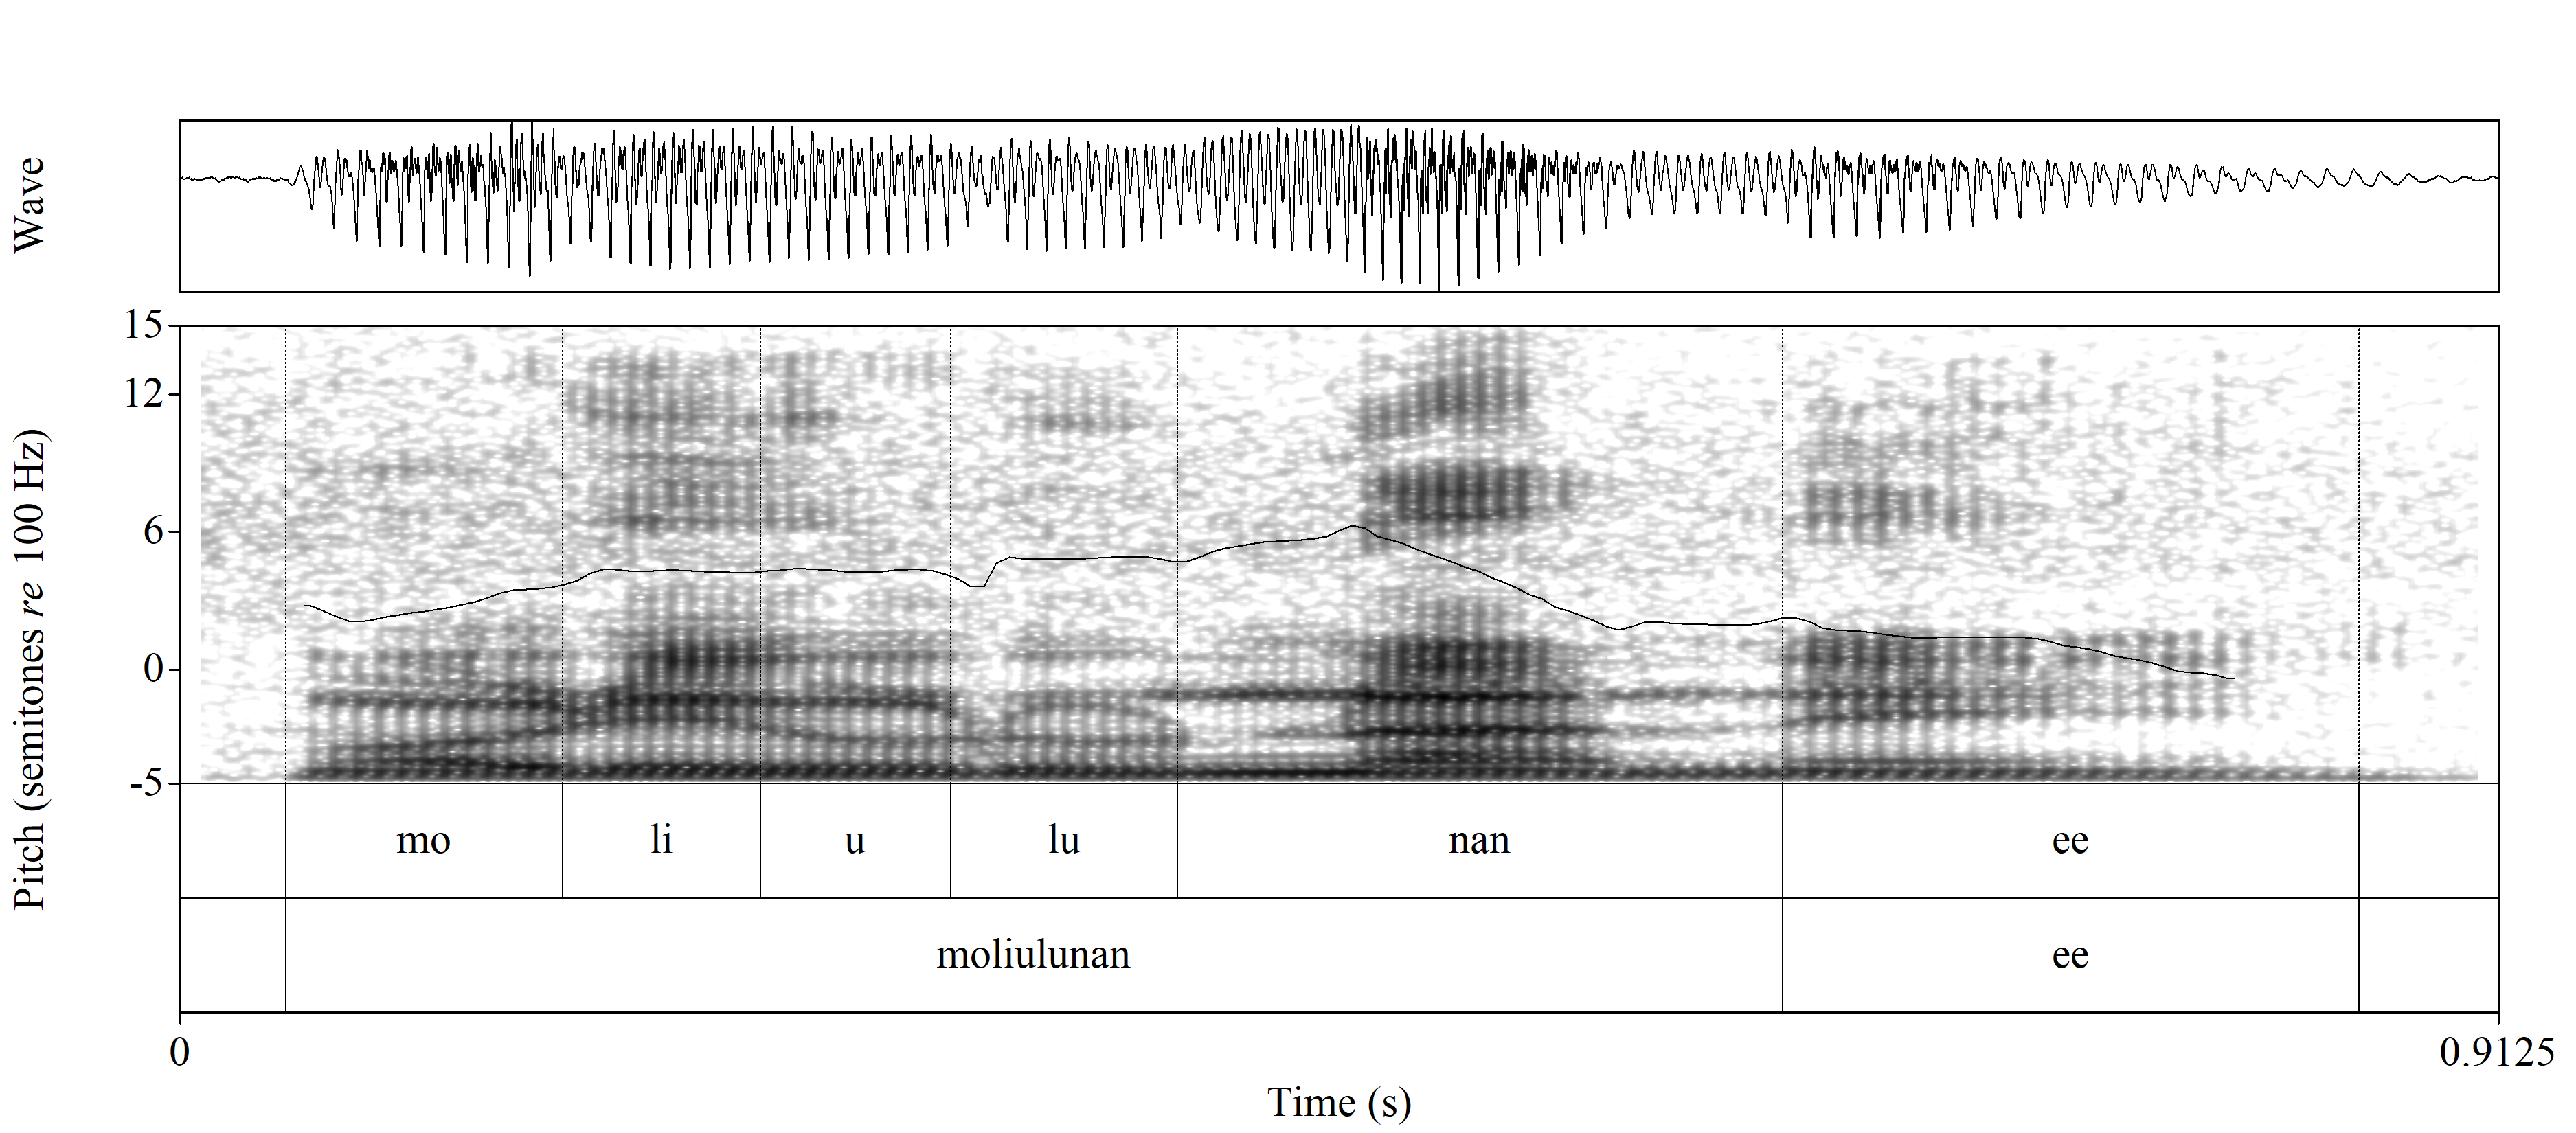 Wave
Pitch (semitones re 100 Hz)
15
12
6
0
-5
mo li u lu nan ee
moliulunan ee
0 0.9125
Time (s)